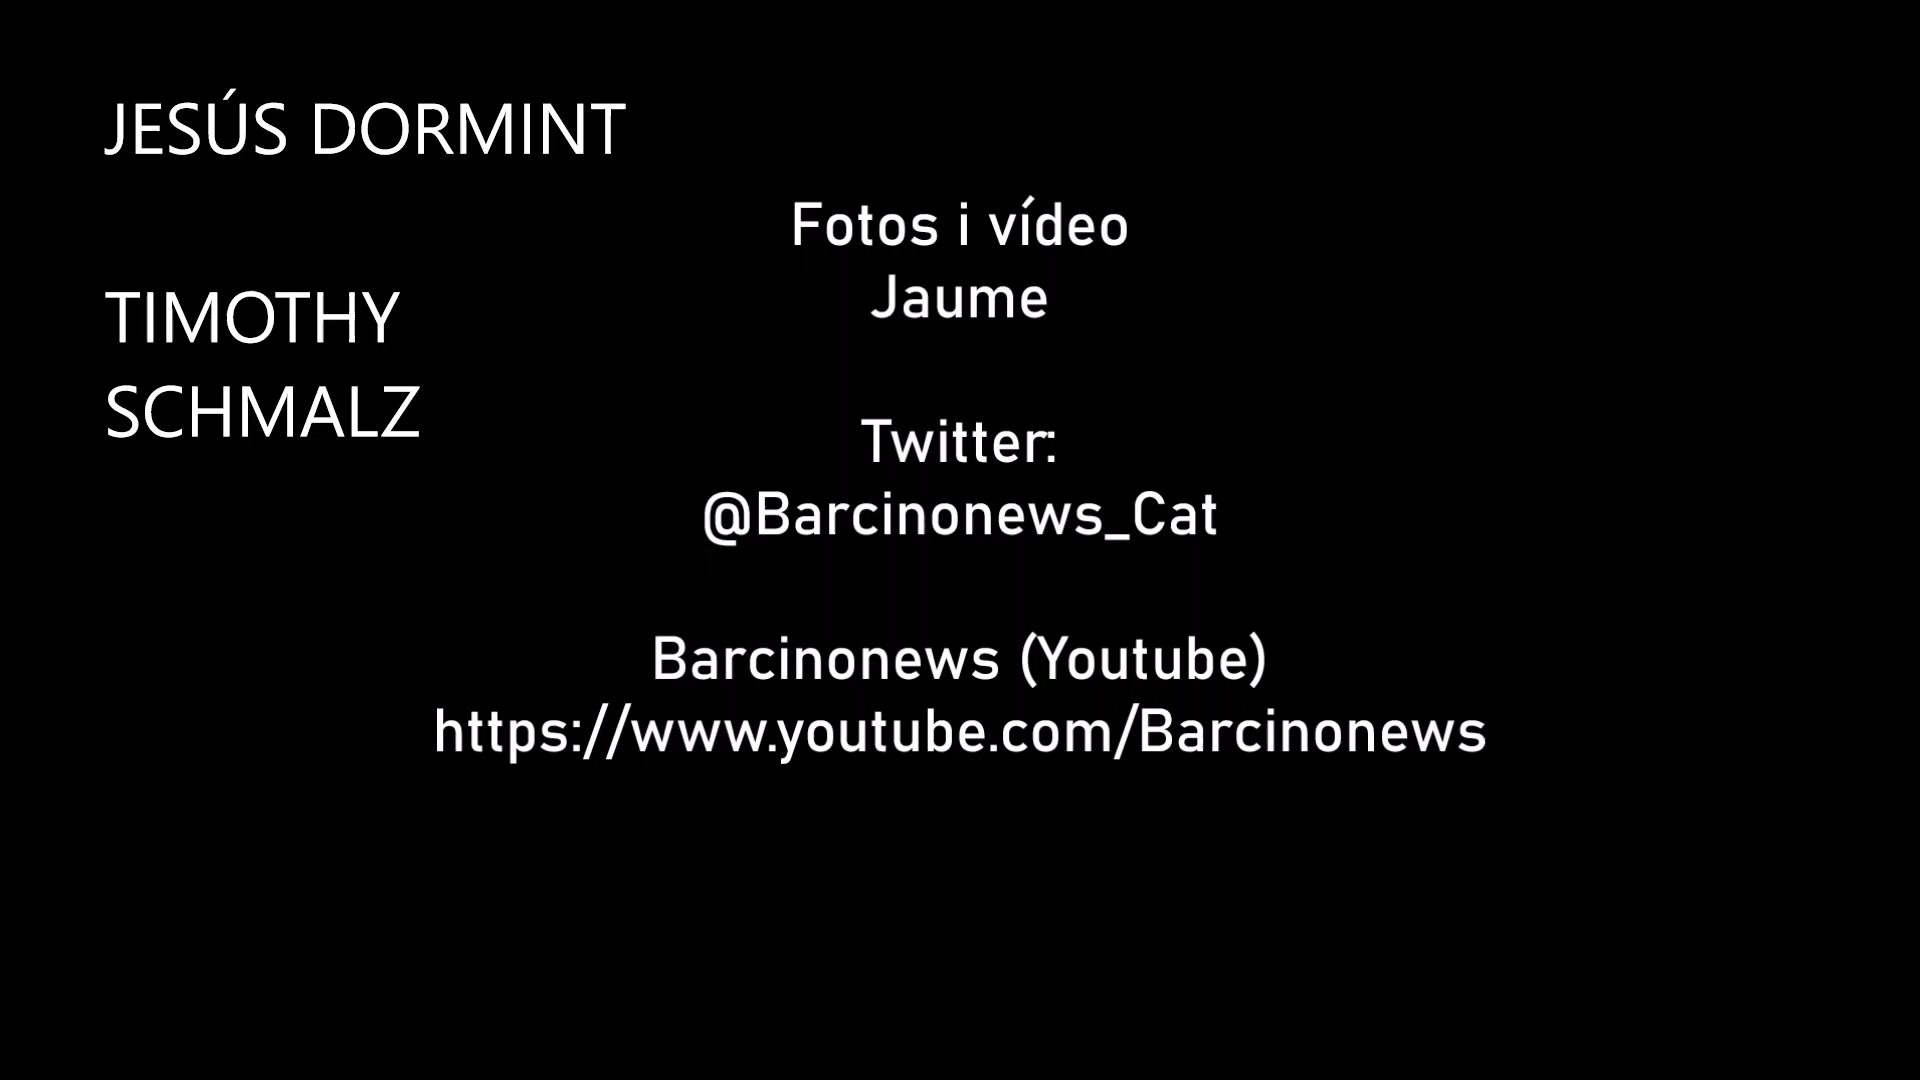 JESÚS DORMINT
TIMOTHY
SCHMALZ
Fotos i vídeo
Jaume
Twitter:
@Barcinonews_Cat
Barcinonews (Youtube)
https://www.youtube.com/Barcinonews